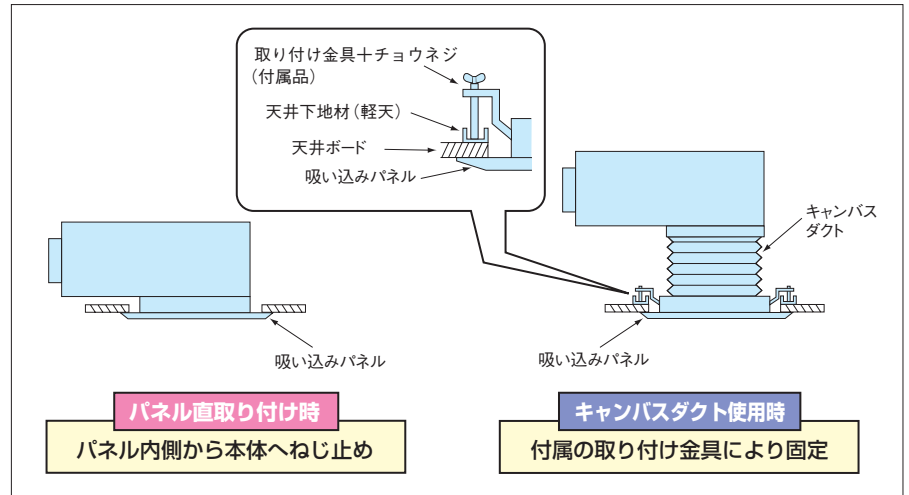 取り付け金具＋チョウネジ
（付属品）
天井下地材（軽天）
天井ボード
吸い込みパネル
キャンバス
ダクト
吸い込みパネル
吸い込みパネル
パネル直取り付け時
パネル内側から本体へねじ止め
キャンバスダクト使用時
付属の取り付け金具により固定